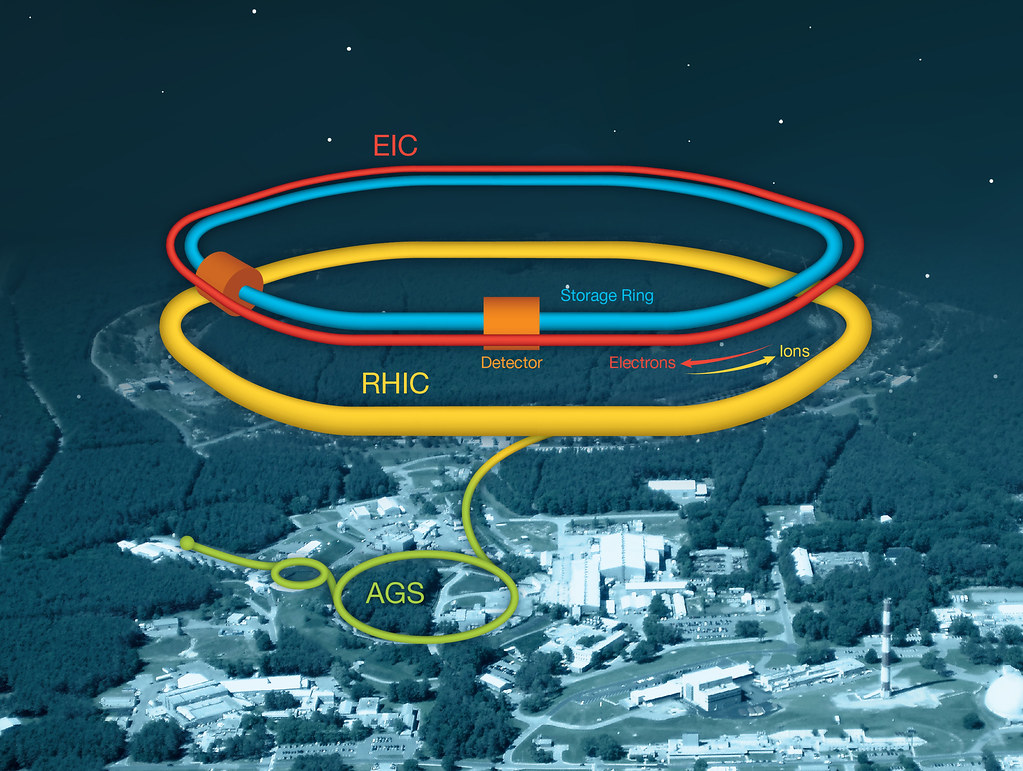 EIC
Storage Ring
Detector
Electrons
Ions
RHIC
AGS